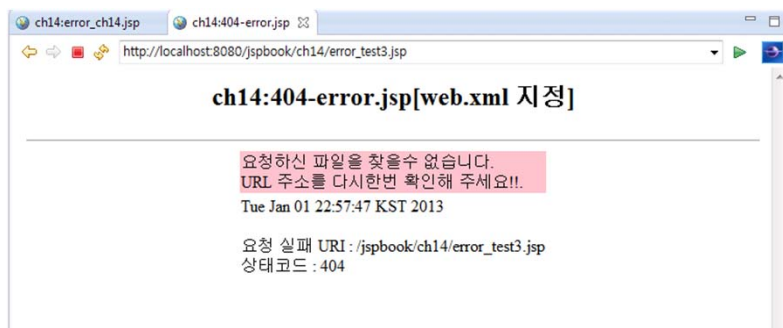 ch14:error_ch14.jsp
ch14:404-error.jsp
http://localhost:8080/jspbook/ch14/error_test3.jsp
ch14:404-error.jsp[web.xml 지정]
요청하신 파일을 찾을수 없습니다.
URL 주소를 다시한번 확인해 주세요!!.
Tue Jan 01 22:57:47 KST 2013
요청 실패 URI : /jspbook/ch14/error_test3.jsp
상태코드 : 404